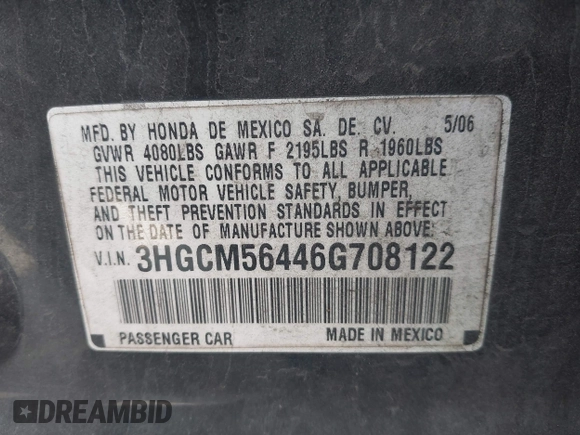 MFD. BY HONDA DE MEXICO SA. DE. CV. 5/06
GVWR 4080LBS GAWR F 2195LBS R 1960LBS
THIS VEHICLE CONFORMS TO ALL APPLICABLE
FEDERAL MOTOR VEHICLE SAFETY, BUMPER,
AND THEFT PREVENTION STANDARDS IN EFFECT
ON THE DATE OF MANUFACTURE SHOWN ABOVE.
V.I.N. 3HGCM56446G708122
PASSENGER CAR MADE IN MEXICO
DREAMBID